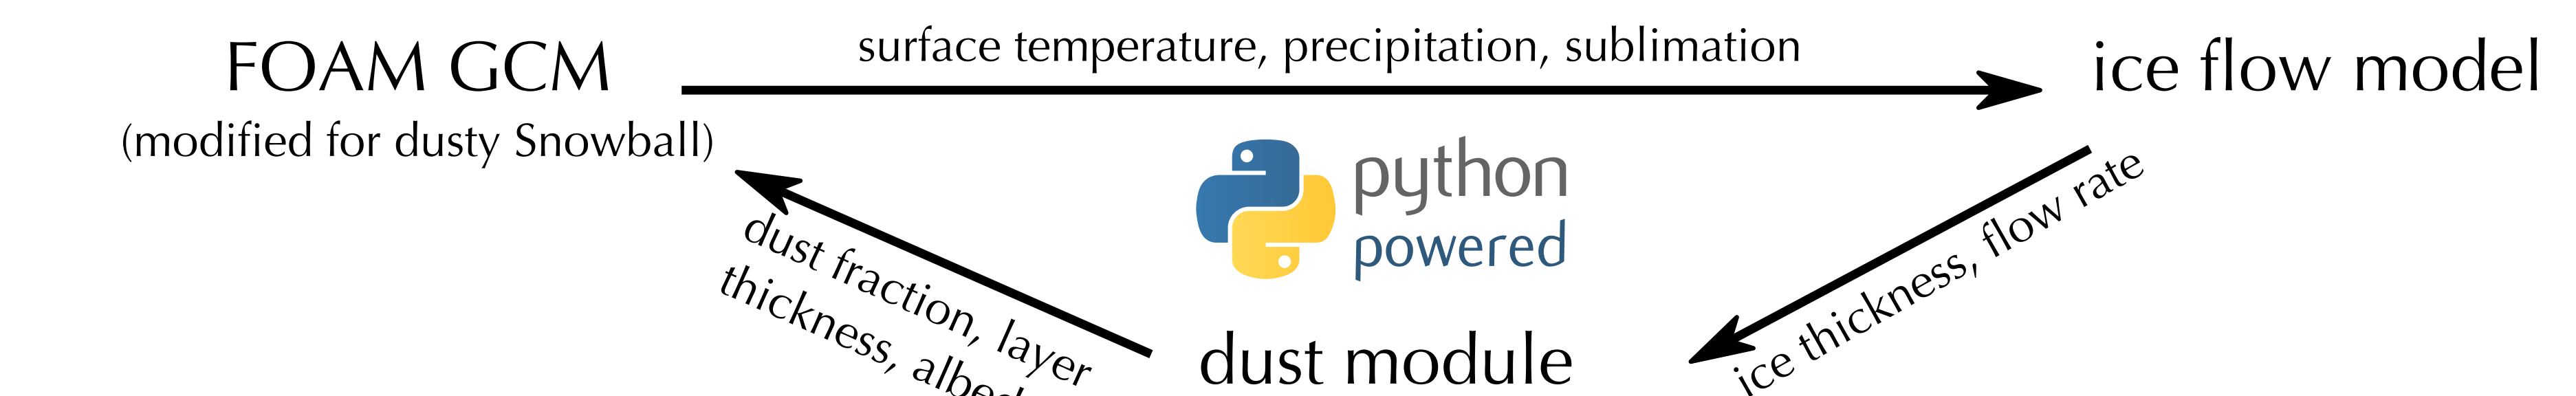 FOAM GCM
(modified for dusty Snowball)
surface temperature, precipitation, sublimation
ice flow model
python
powered
dust fraction, layer
thickness,
dust module
ice thickness, flow rate